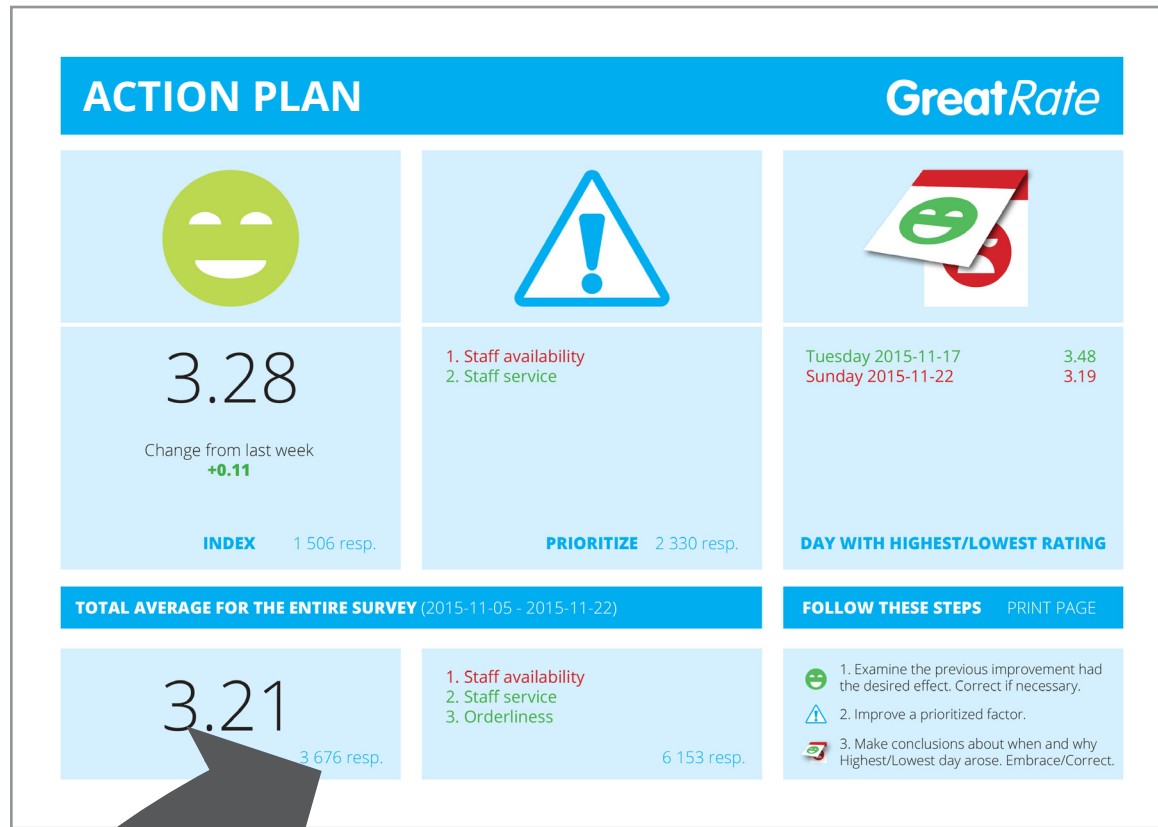 ACTION PLAN
GreatRate
3.28
Change from last week
+0.11
INDEX 1 506 resp.
1. Staff availability
2. Staff service
PRIORITIZE 2 330 resp.
Tuesday 2015-11-17 3.48
Sunday 2015-11-22 3.19
DAY WITH HIGHEST/LOWEST RATING
TOTAL AVERAGE FOR THE ENTIRE SURVEY (2015-11-05 - 2015-11-22)
3.21
3 676 resp.
1. Staff availability
2. Staff service
3. Orderliness
6 153 resp.
FOLLOW THESE STEPS PRINT PAGE
1. Examine the previous improvement had
the desired effect. Correct if necessary.
2. Improve a prioritized factor.
3. Make conclusions about when and why
Highest/Lowest day arose. Embrace/Correct.